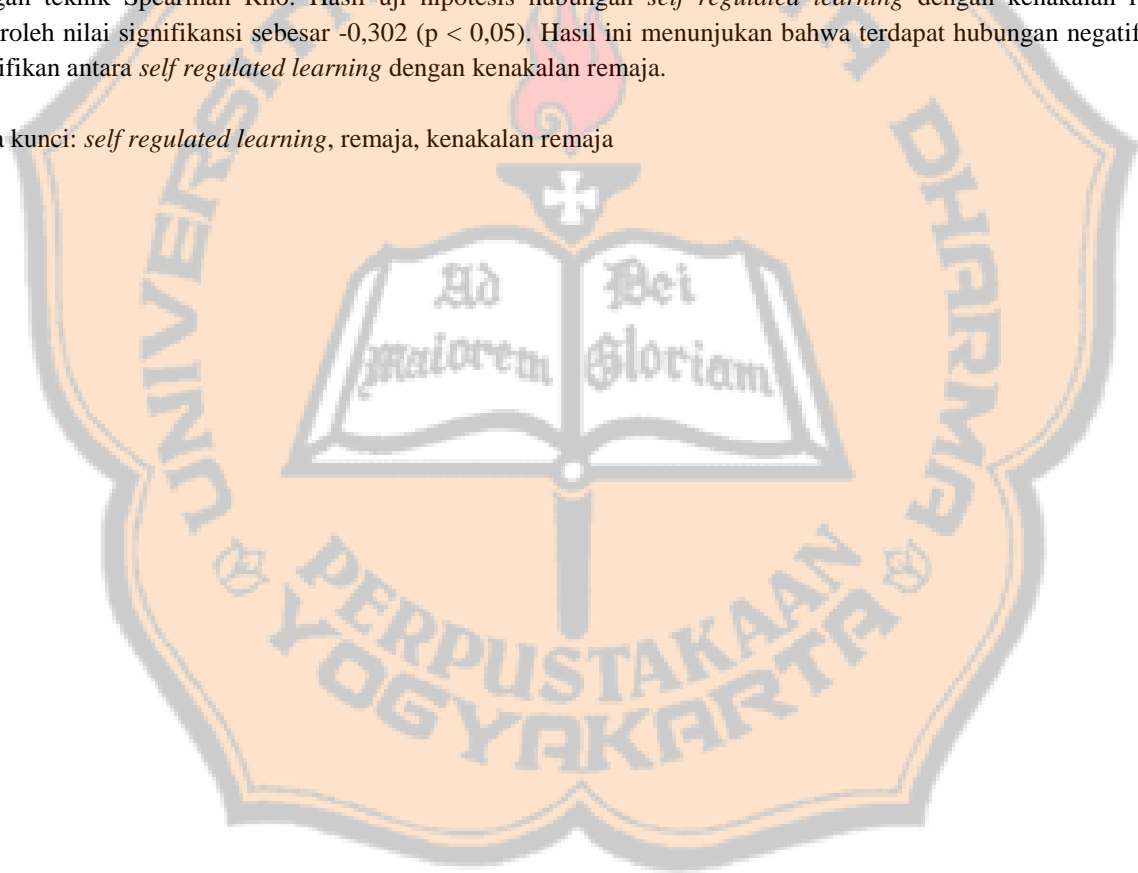 gan teknik Spearman Rho. Hasil uji hipotesis hubungan self regulated learning dengan kenakalan r
roleh nilai signifikansi sebesar -0,302 (p < 0,05). Hasil ini menunjukan bahwa terdapat hubungan negatif
ifikan antara self regulated learning dengan kenakalan remaja.
a kunci: self regulated learning, remaja, kenakalan remaja
UNIVERSIT
A DHARMA
Ad Dei
maiorem Gloriam
PERPUSTAKAAN
YOGYAKARTA